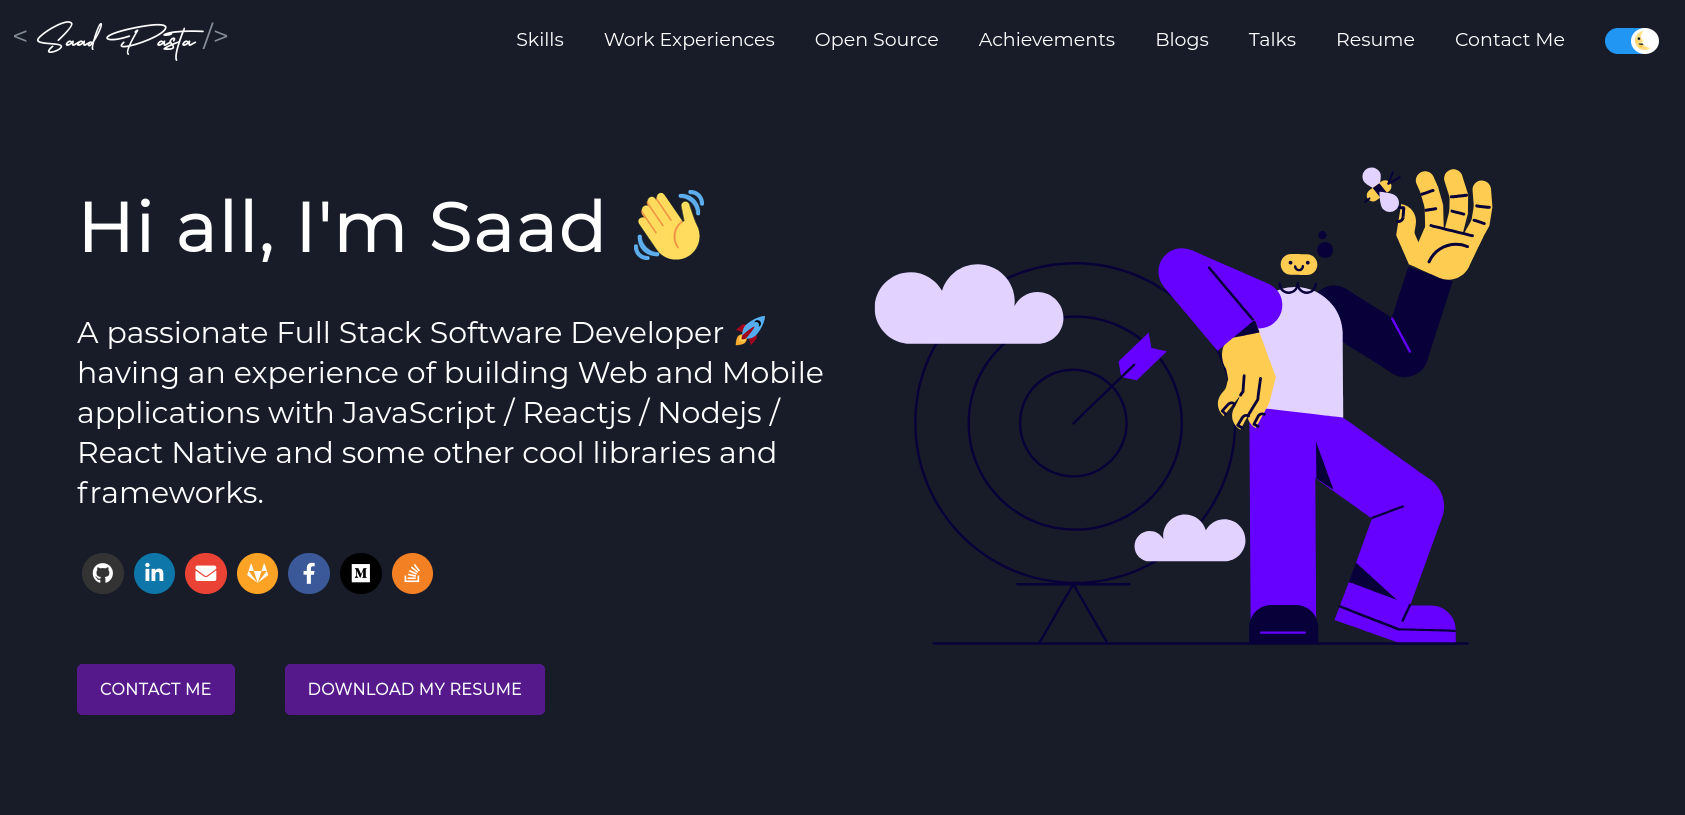 < Saad Pasta />
Skills
Work Experiences
Open Source
Achievements
Blogs
Talks
Resume
Contact Me
Hi all, I'm Saad 👋
A passionate Full Stack Software Developer 🚀
having an experience of building Web and Mobile
applications with JavaScript / Reactjs / Nodejs /
React Native and some other cool libraries and
frameworks.
in
f
M
CONTACT ME
DOWNLOAD MY RESUME